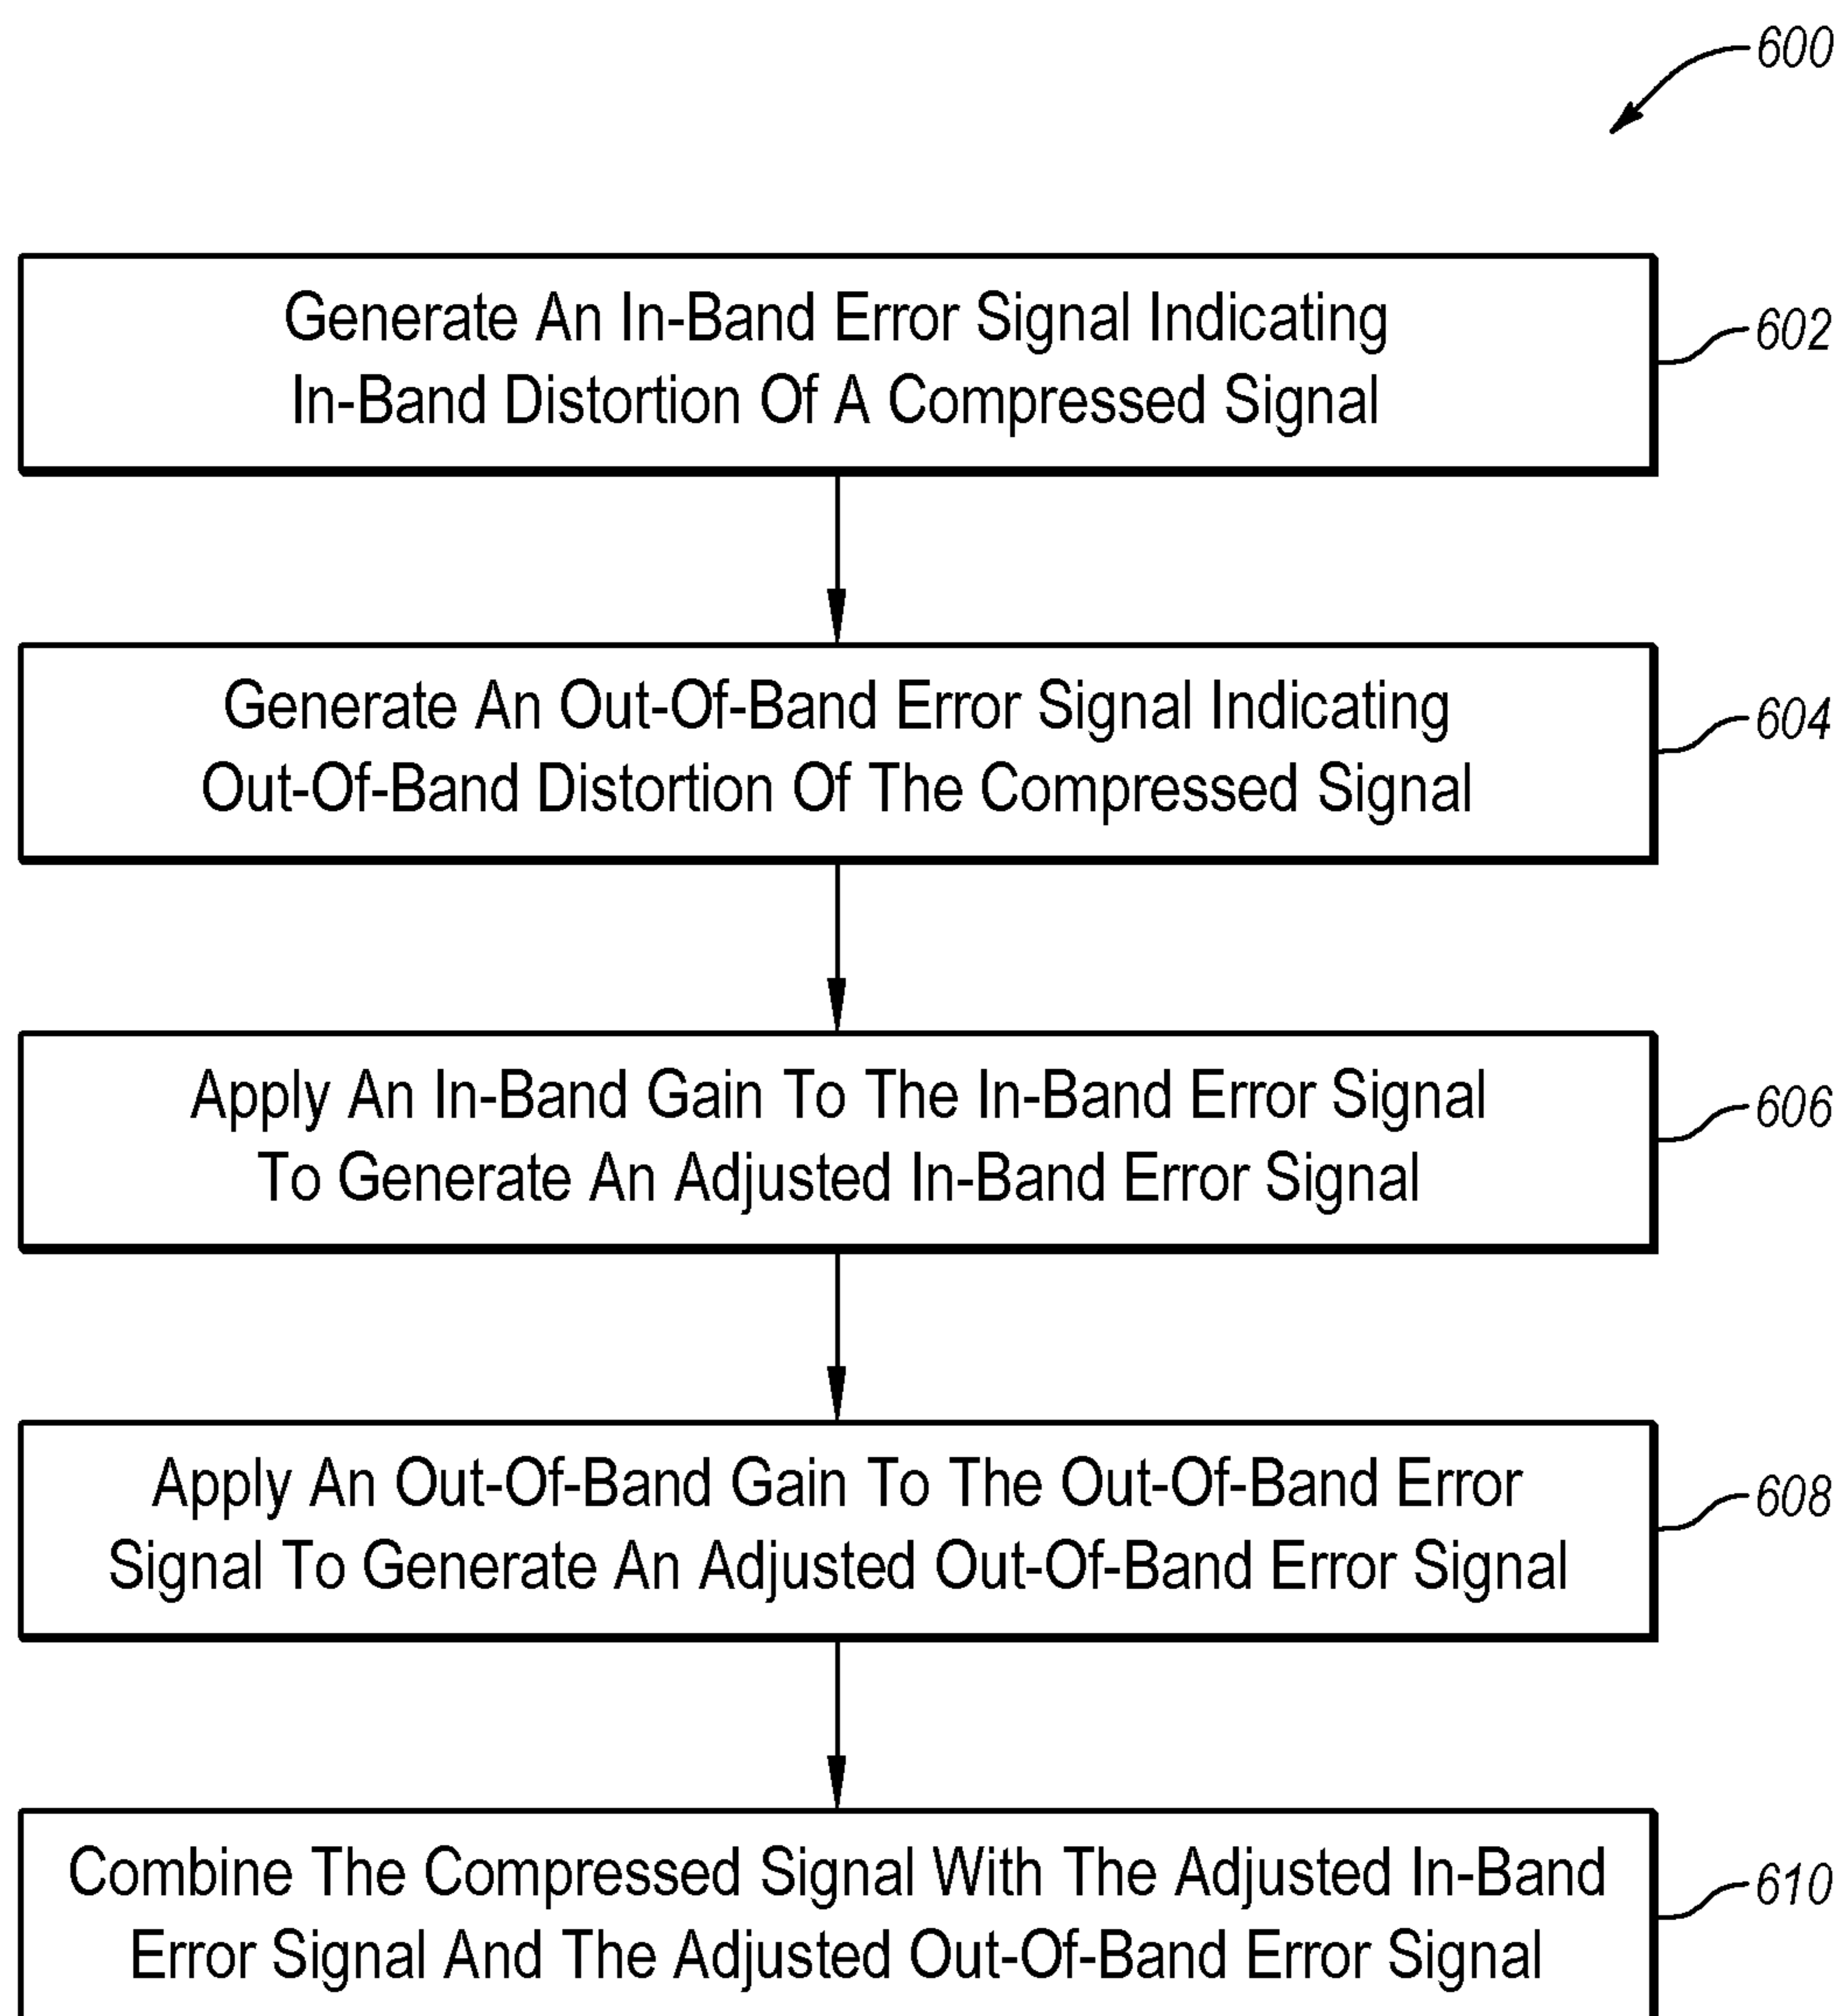 600
Generate An In-Band Error Signal Indicating
In-Band Distortion Of A Compressed Signal
602
Generate An Out-Of-Band Error Signal Indicating
Out-Of-Band Distortion Of The Compressed Signal
604
Apply An In-Band Gain To The In-Band Error Signal
To Generate An Adjusted In-Band Error Signal
606
Apply An Out-Of-Band Gain To The Out-Of-Band Error
Signal To Generate An Adjusted Out-Of-Band Error Signal
608
Combine The Compressed Signal With The Adjusted In-Band
Error Signal And The Adjusted Out-Of-Band Error Signal
610